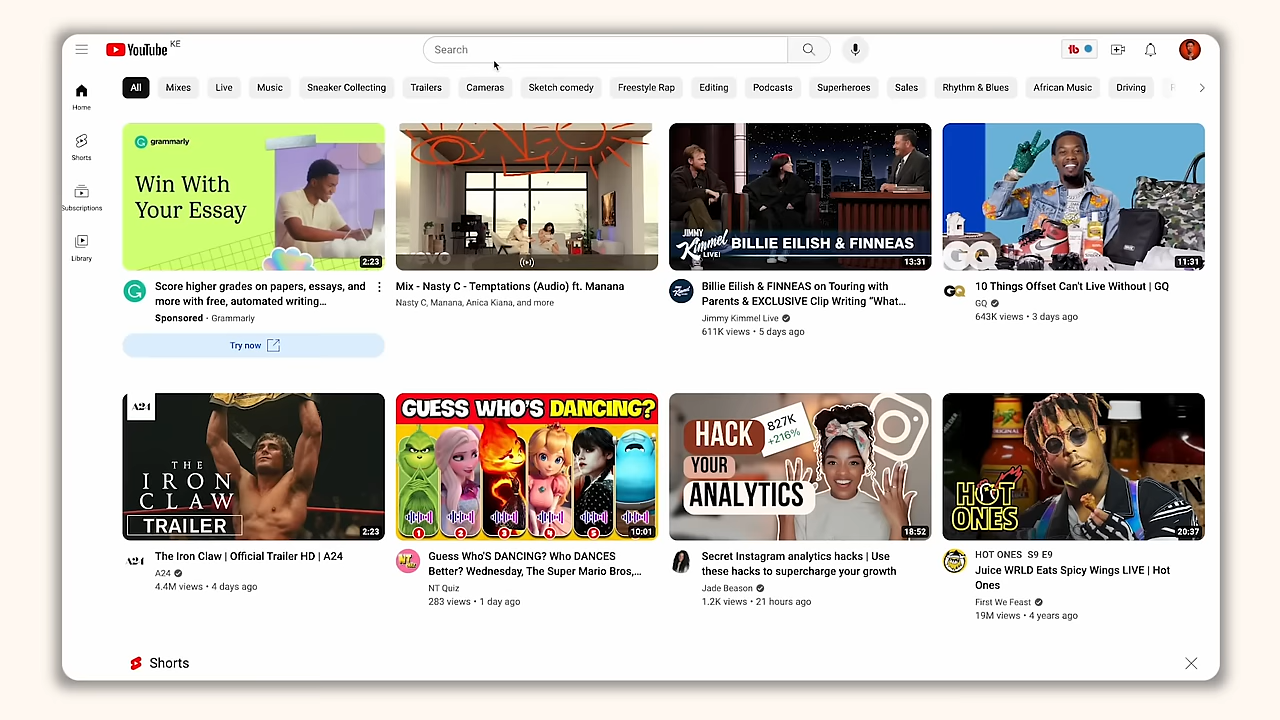 YouTube KE
Search
tb
All
Mixes
Live
Music
Sneaker Collecting
Trailers
Cameras
Sketch comedy
Freestyle Rap
Editing
Podcasts
Superheroes
Sales
Rhythm & Blues
African Music
Driving
Home
Shorts
Subscriptions
Library
grammarly
Win With
Your Essay
2:23
Score higher grades on papers, essays, and
more with free, automated writing...
Sponsored • Grammarly
Try now
vevo
Mix - Nasty C - Temptations (Audio) ft. Manana
Nasty C, Manana, Anica Kiana, and more
JIMMY
Kimmel
LIVE!
BILLIE EILISH & FINNEAS
13:31
Billie Eilish & FINNEAS on Touring with
Parents & EXCLUSIVE Clip Writing “What...
Jimmy Kimmel Live
611K views • 5 days ago
GQ
11:31
GQ
10 Things Offset Can't Live Without | GQ
GQ
643K views • 3 days ago
A24
THE
IRON
CLAW
TRAILER
2:23
A24
The Iron Claw | Official Trailer HD | A24
A24
4.4M views • 4 days ago
GUESS WHO'S DANCING?
1
2
3
4
5
10:01
NT
Guess Who'S DANCING? Who DANCES
Better? Wednesday, The Super Mario Bros,...
NT Quiz
283 views • 1 day ago
HACK
827K
+216%
YOUR
ANALYTICS
18:52
Secret Instagram analytics hacks | Use
these hacks to supercharge your growth
Jade Beason
1.2K views • 21 hours ago
HOT
ONES
20:37
HOT ONES S9 E9
Juice WRLD Eats Spicy Wings LIVE | Hot
Ones
First We Feast
19M views • 4 years ago
Shorts